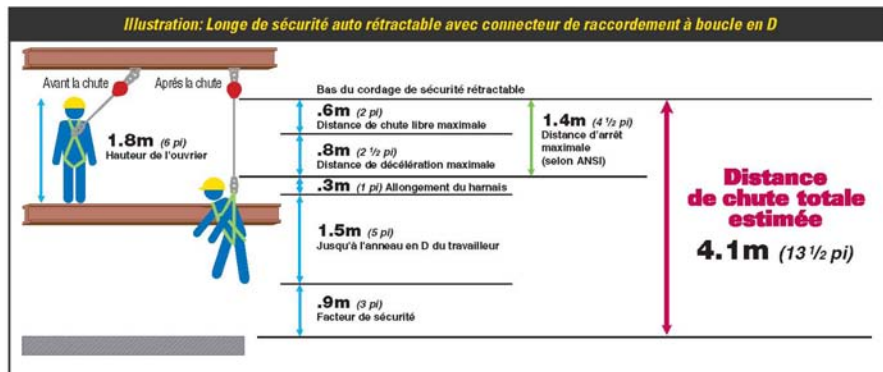 Illustration: Longe de sécurité auto rétractable avec connecteur de raccordement à boucle en D
Avant la chute
Aprés la chute
1.8m (6 pi)
Hauteur de l'ouvrier
Bas du cordage de sécurité rétractable
.6m (2 pi)
Distance de chute libre maximale
.8m (2 ½ pi)
Distance de décélération maximale
.3m (1 pi) Allongement du harnais
1.5m (5 pi)
Jusqu'à l'anneau en D du travailleur
.9m (3 pi)
Facteur de sécurité
1.4m (4 ½ pi)
Distance d'arrêt
maximale
(selon ANSI)
Distance
de chute totale
estimée
4.1m (13 ½ pi)